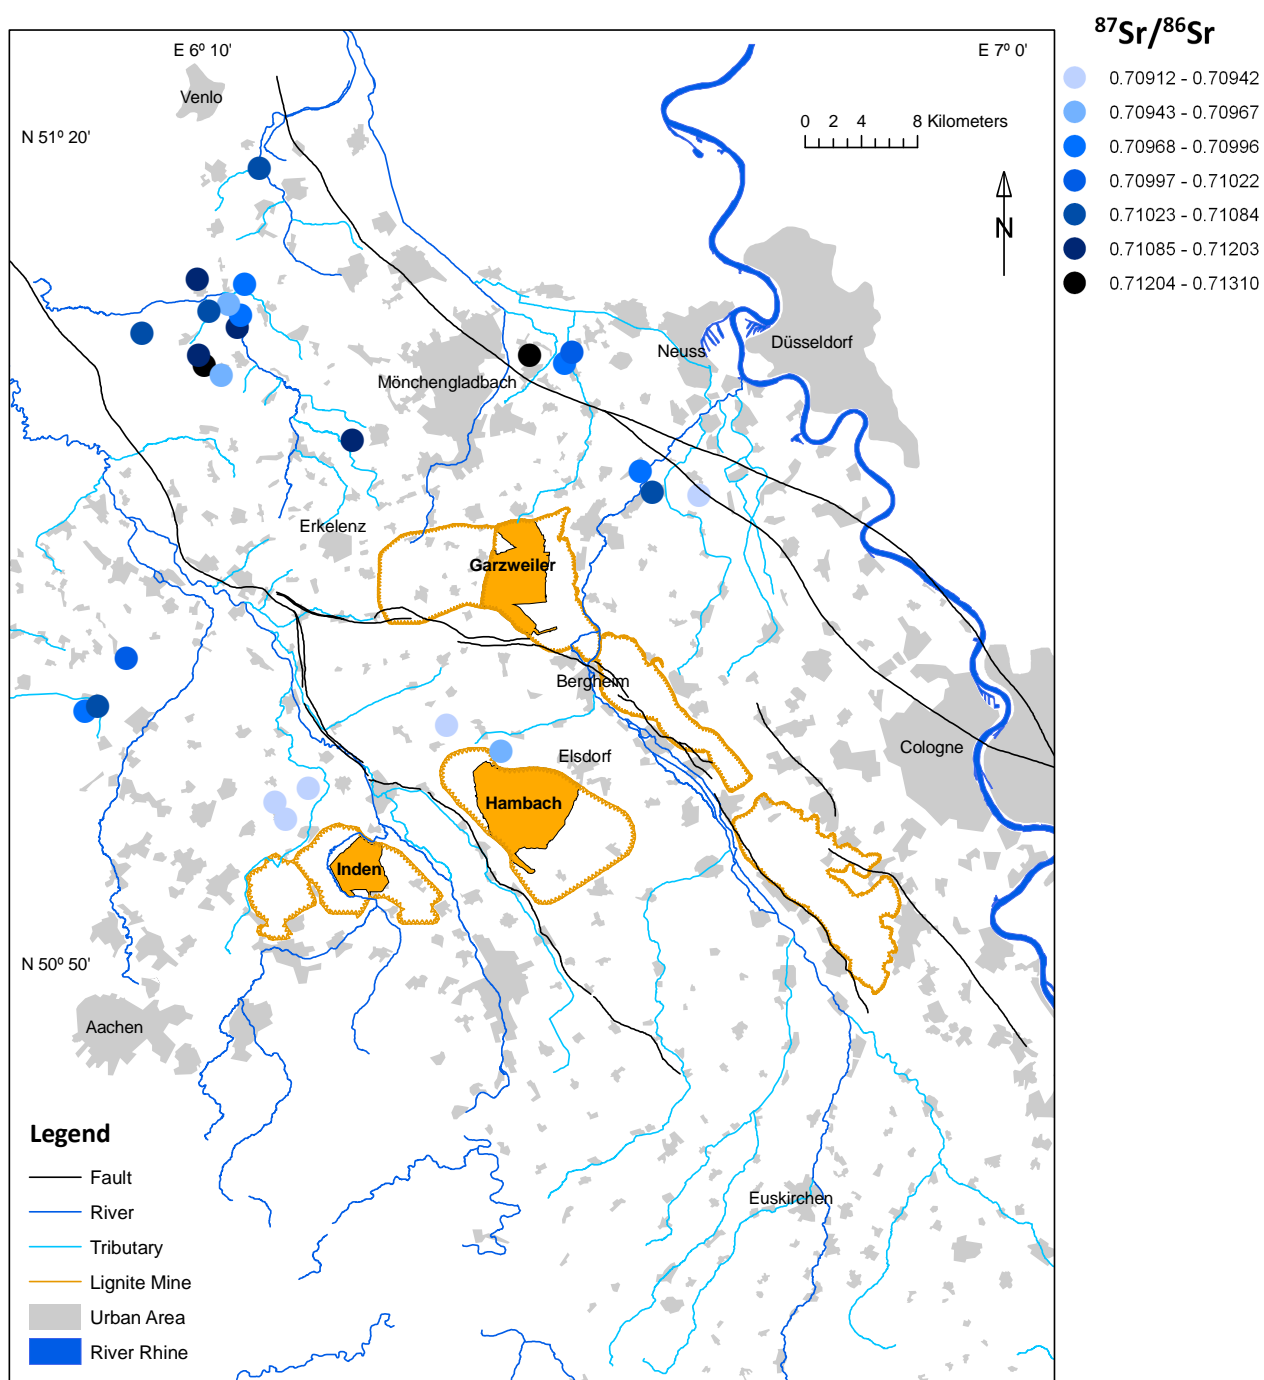 ⁸⁷Sr/⁸⁶Sr
0.70912 - 0.70942
0.70943 - 0.70967
0.70968 - 0.70996
0.70997 - 0.71022
0.71023 - 0.71084
0.71085 - 0.71203
0.71204 - 0.71310
E 6º 10'
E 7º 0'
Venlo
N 51º 20'
0 2 4 8 Kilometers
N
Neuss
Düsseldorf
Mönchengladbach
Erkelenz
Garzweiler
Bergheim
Cologne
Elsdorf
Hambach
Inden
N 50º 50'
Aachen
Euskirchen
Legend
Fault
River
Tributary
Lignite Mine
Urban Area
River Rhine